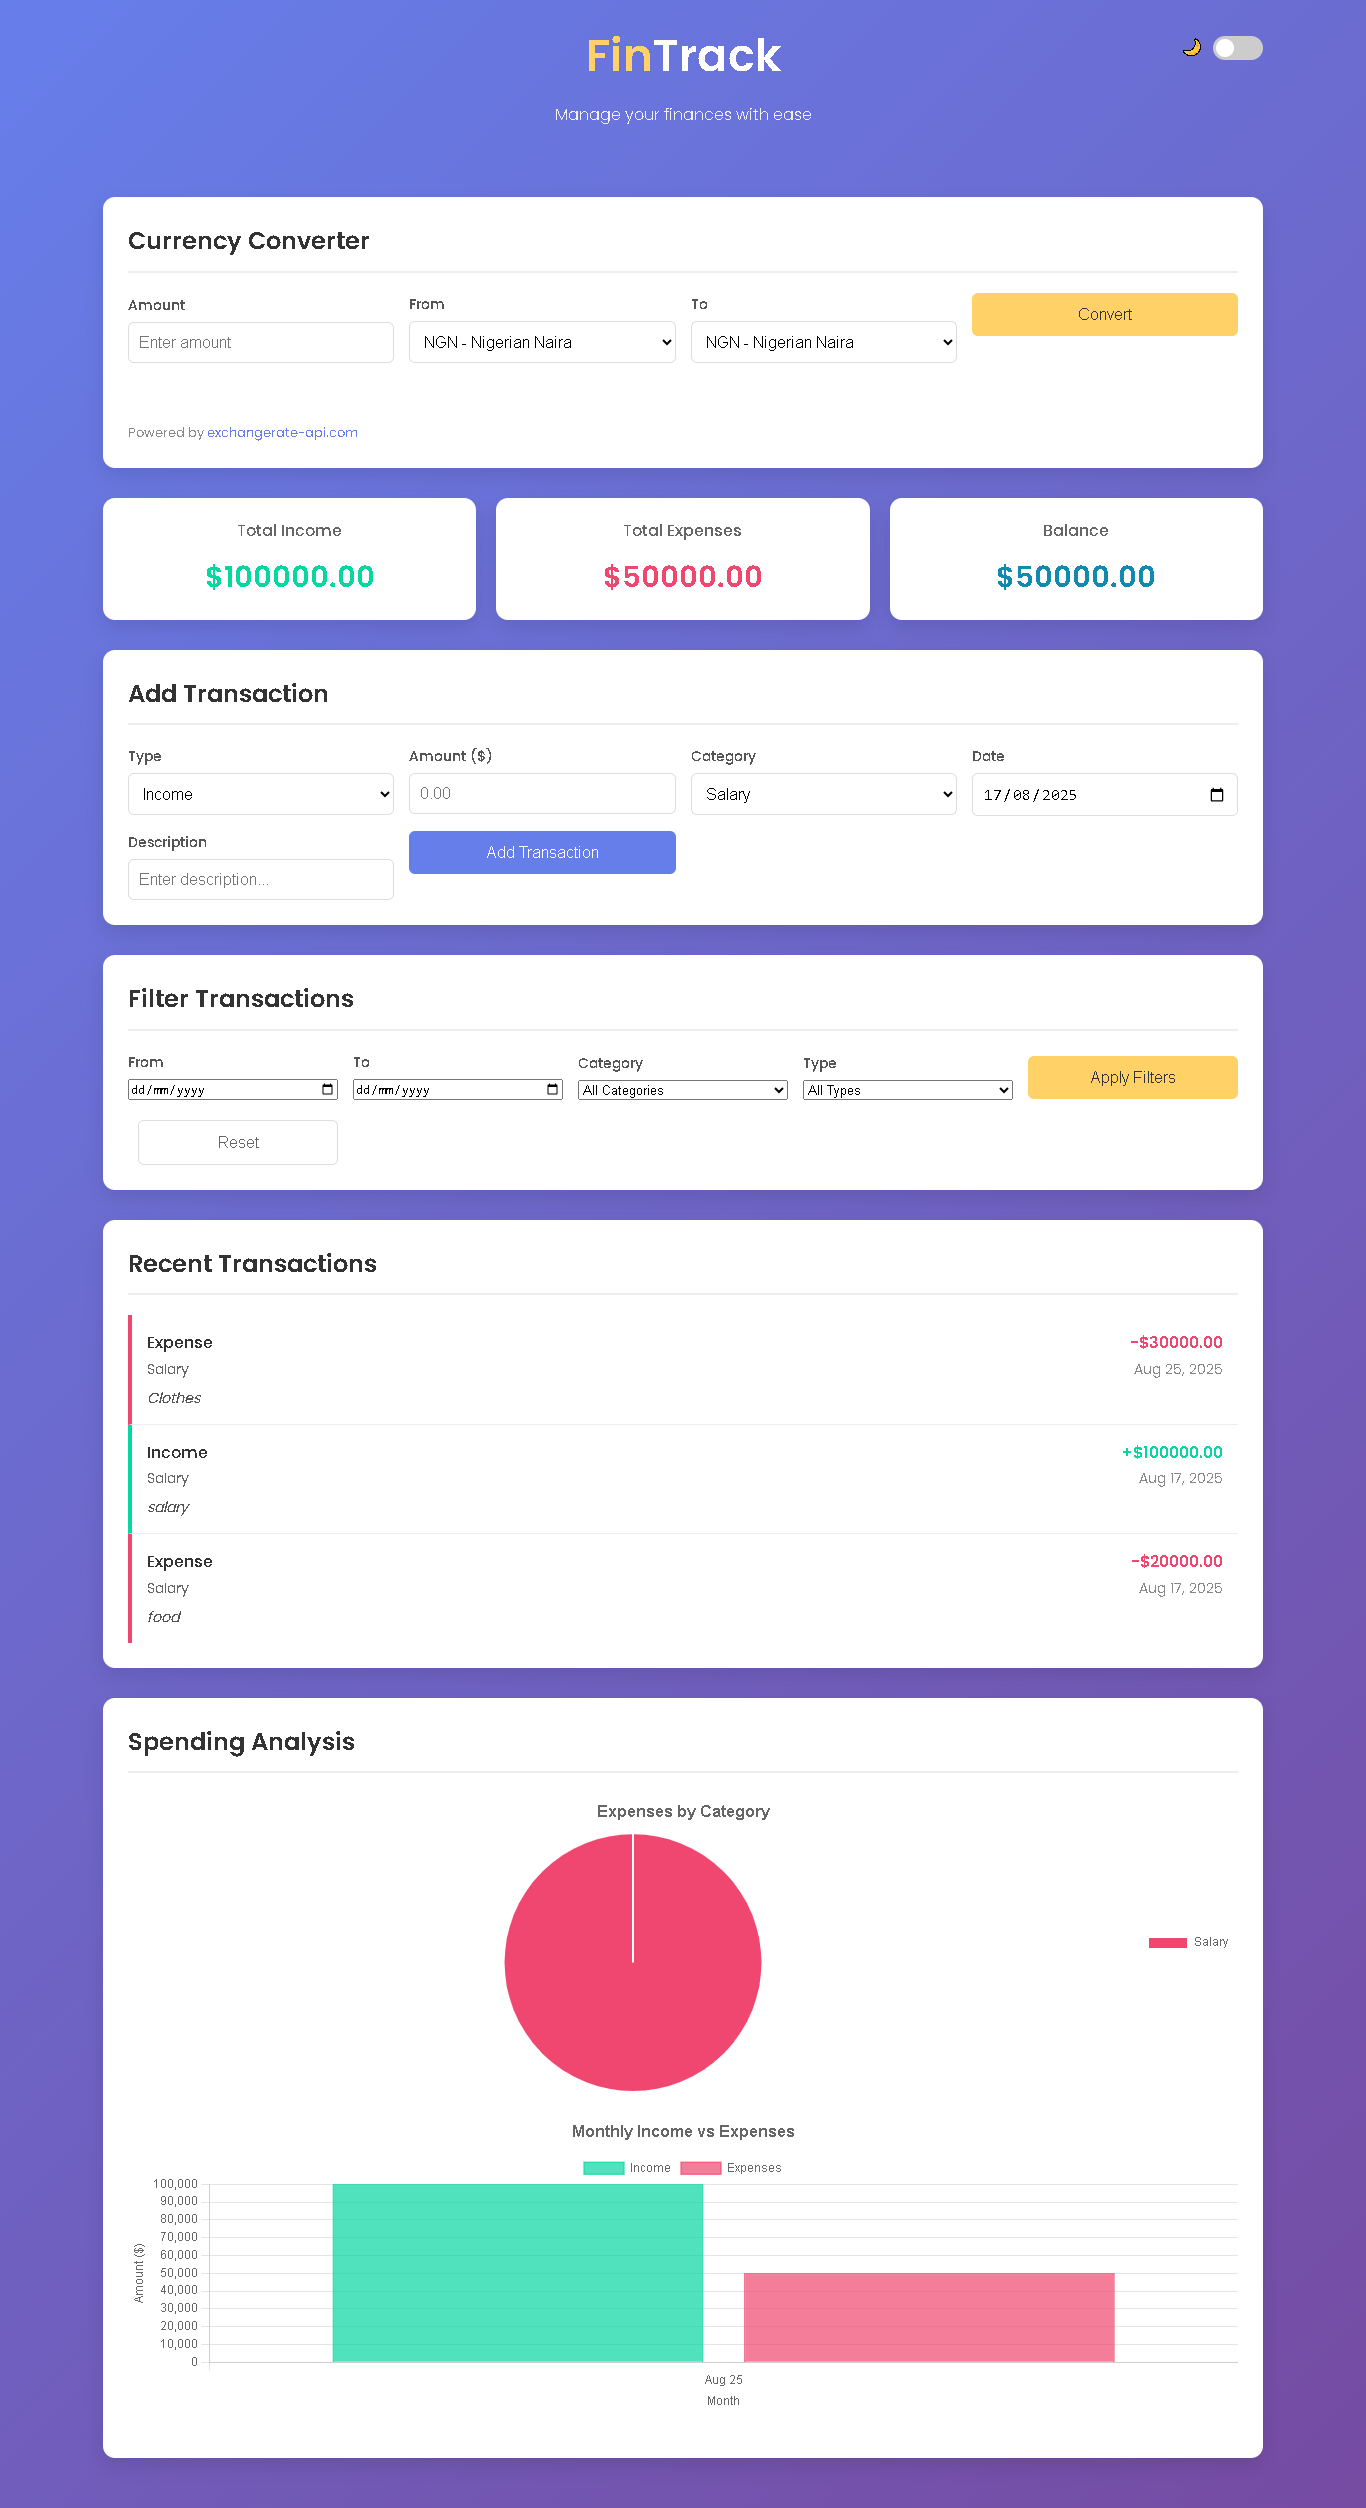 FinTrack
Manage your finances with ease
Currency Converter
Amount
From
To
Convert
Enter amount
NGN - Nigerian Naira
NGN - Nigerian Naira
Powered by exchangerate-api.com
Total Income
Total Expenses
Balance
$100000.00
$50000.00
$50000.00
Add Transaction
Type
Amount ($)
Category
Date
Income
0.00
Salary
17/08/2025
Description
Add Transaction
Enter description...
Filter Transactions
From
To
Category
Type
dd/mm/yyyy
dd/mm/yyyy
All Categories
All Types
Apply Filters
Reset
Recent Transactions
Expense
-$30000.00
Salary
Aug 25, 2025
Clothes
Income
+$100000.00
Salary
Aug 17, 2025
salary
Expense
-$20000.00
Salary
Aug 17, 2025
food
Spending Analysis
Expenses by Category
Salary
Monthly Income vs Expenses
Income
Expenses
100,000
90,000
80,000
70,000
60,000
50,000
40,000
30,000
20,000
10,000
0
Amount ($)
Aug 25
Month